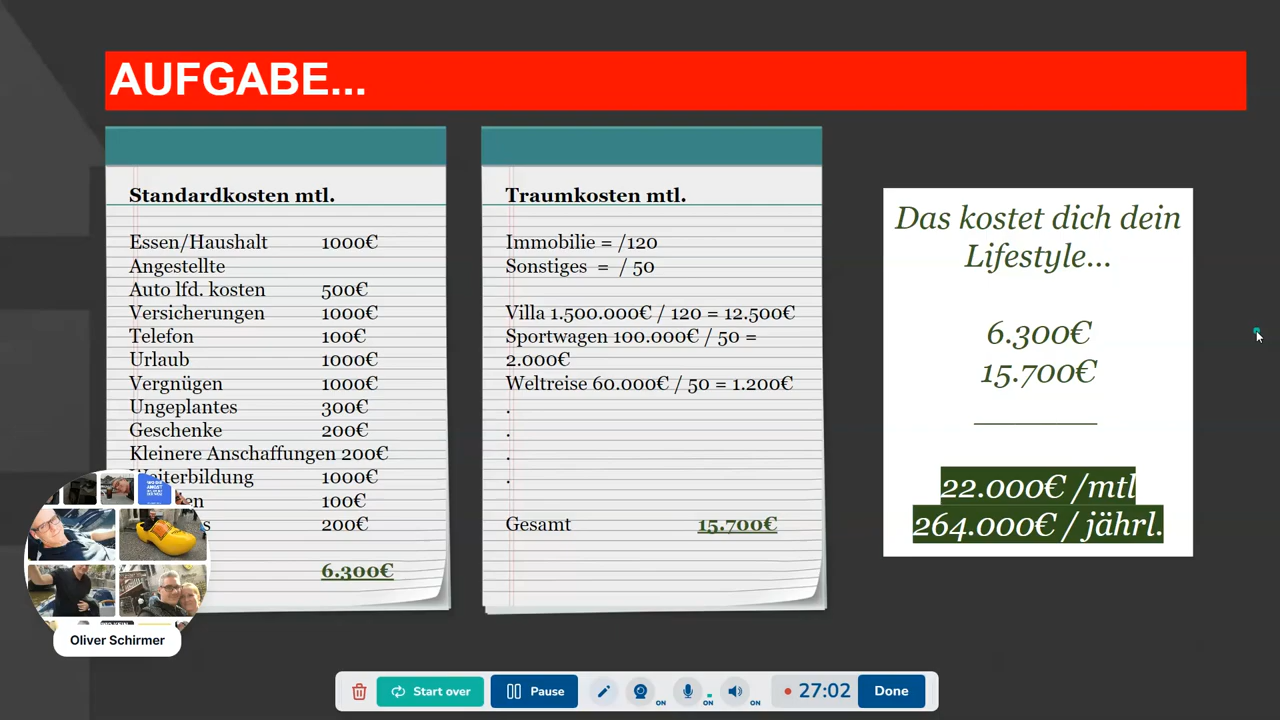 AUFGABE...
Standardkosten mtl.
Essen/Haushalt 1000€
Angestellte
Auto lfd. kosten 500€
Versicherungen 1000€
Telefon 100€
Urlaub 1000€
Vergnügen 1000€
Ungeplantes 300€
Geschenke 200€
Kleinere Anschaffungen 200€
Weiterbildung 1000€
100€
200€
6.300€
Traumkosten mtl.
Immobilie = /120
Sonstiges = / 50
Villa 1.500.000€ / 120 = 12.500€
Sportwagen 100.000€ / 50 =
2.000€
Weltreise 60.000€ / 50 = 1.200€
.
.
.
.
Gesamt 15.700€
Das kostet dich dein
Lifestyle...
6.300€
15.700€
22.000€ /mtl
264.000€ / jährl.
Oliver Schirmer
Start over
Pause
ON
ON
ON
27:02
Done